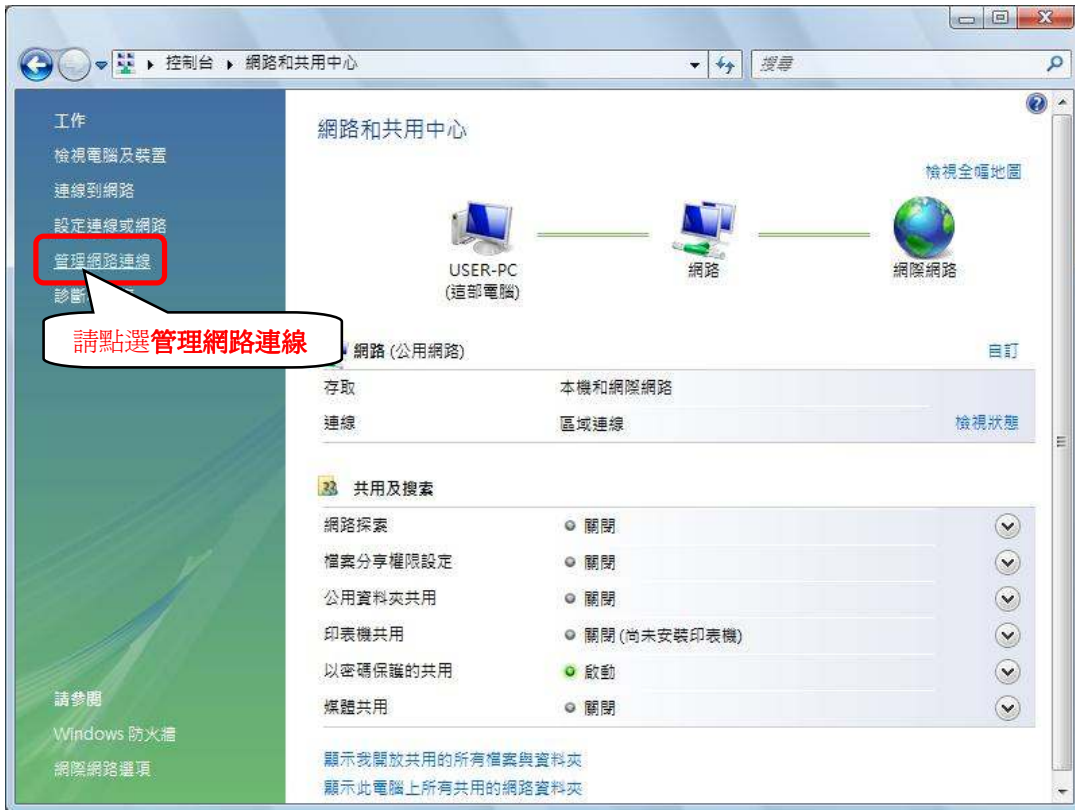 控制台 ▸ 網路和共用中心
搜尋
工作
檢視電腦及裝置
連線到網路
設定連線或網路
管理網路連線
診斷
請點選管理網路連線
請參閱
Windows 防火牆
網際網路選項
網路和共用中心
檢視全幅地圖
USER-PC
(這部電腦)
網路
網際網路
網路 (公用網路)
自訂
存取 本機和網際網路
連線 區域連線 檢視狀態
共用及搜索
網路探索 關閉
檔案分享權限設定 關閉
公用資料夾共用 關閉
印表機共用 關閉 (尚未安裝印表機)
以密碼保護的共用 啟動
媒體共用 關閉
顯示我開放共用的所有檔案與資料夾
顯示此電腦上所有共用的網路資料夾